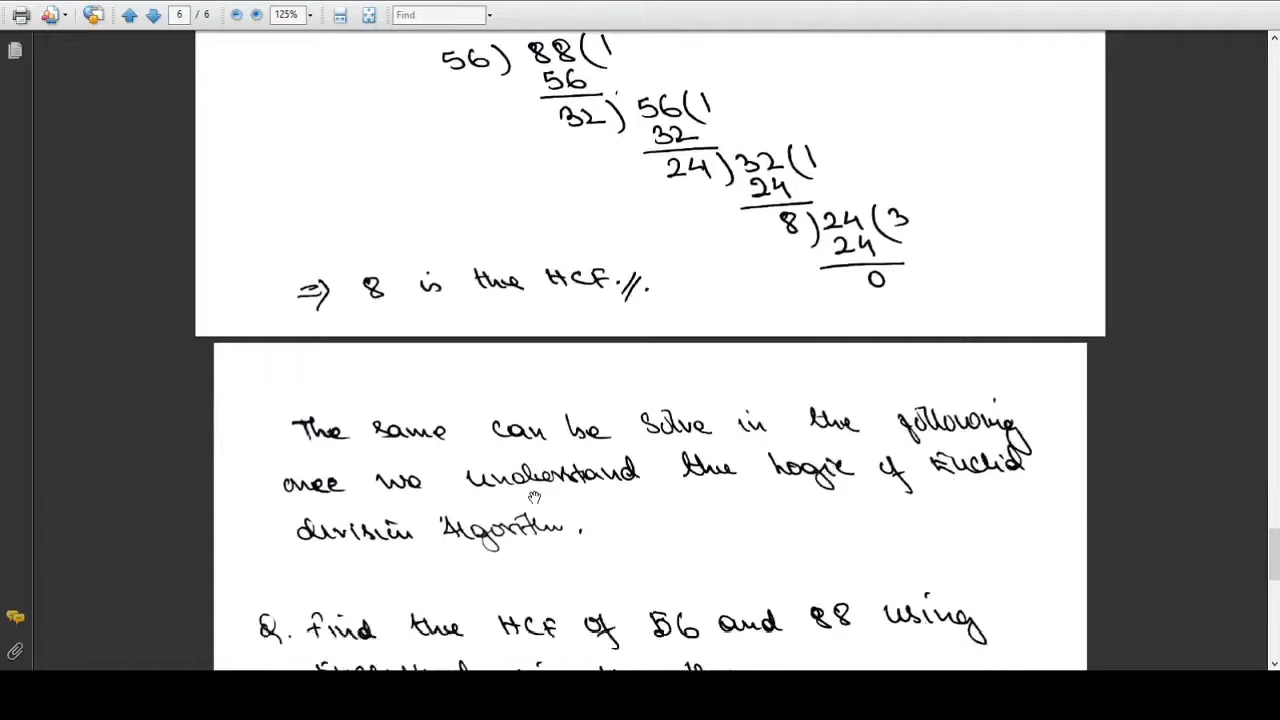 6 / 6
125%
Find
56) 88(1
56
32) 56(1
32
24) 32(1
24
8) 24(3
24
0
⇒ 8 is the HCF.//.
The same can be solve in the following
once we understand the Logic of Euclid
division Algorithm.
Q. Find the HCF of 56 and 88 using